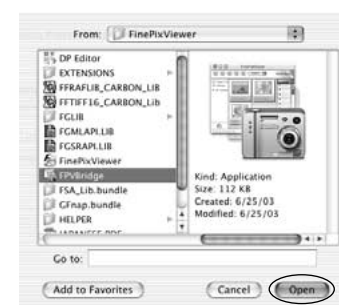 From: FinePixViewer
DP Editor
EXTENSIONS
FFRAFLIB_CARBON_LIB
FFTIFF16_CARBON_Lib
FGLIB
FGMLAPI.LIB
FGSRAPI.LIB
FinePixViewer
FPVBridge
FSA_Lib.bundle
GFnap.bundle
HELPER
JAPANESE.PDF
Kind: Application
Size: 112 KB
Created: 6/25/03
Modified: 6/25/03
Go to:
Add to Favorites
Cancel
Open